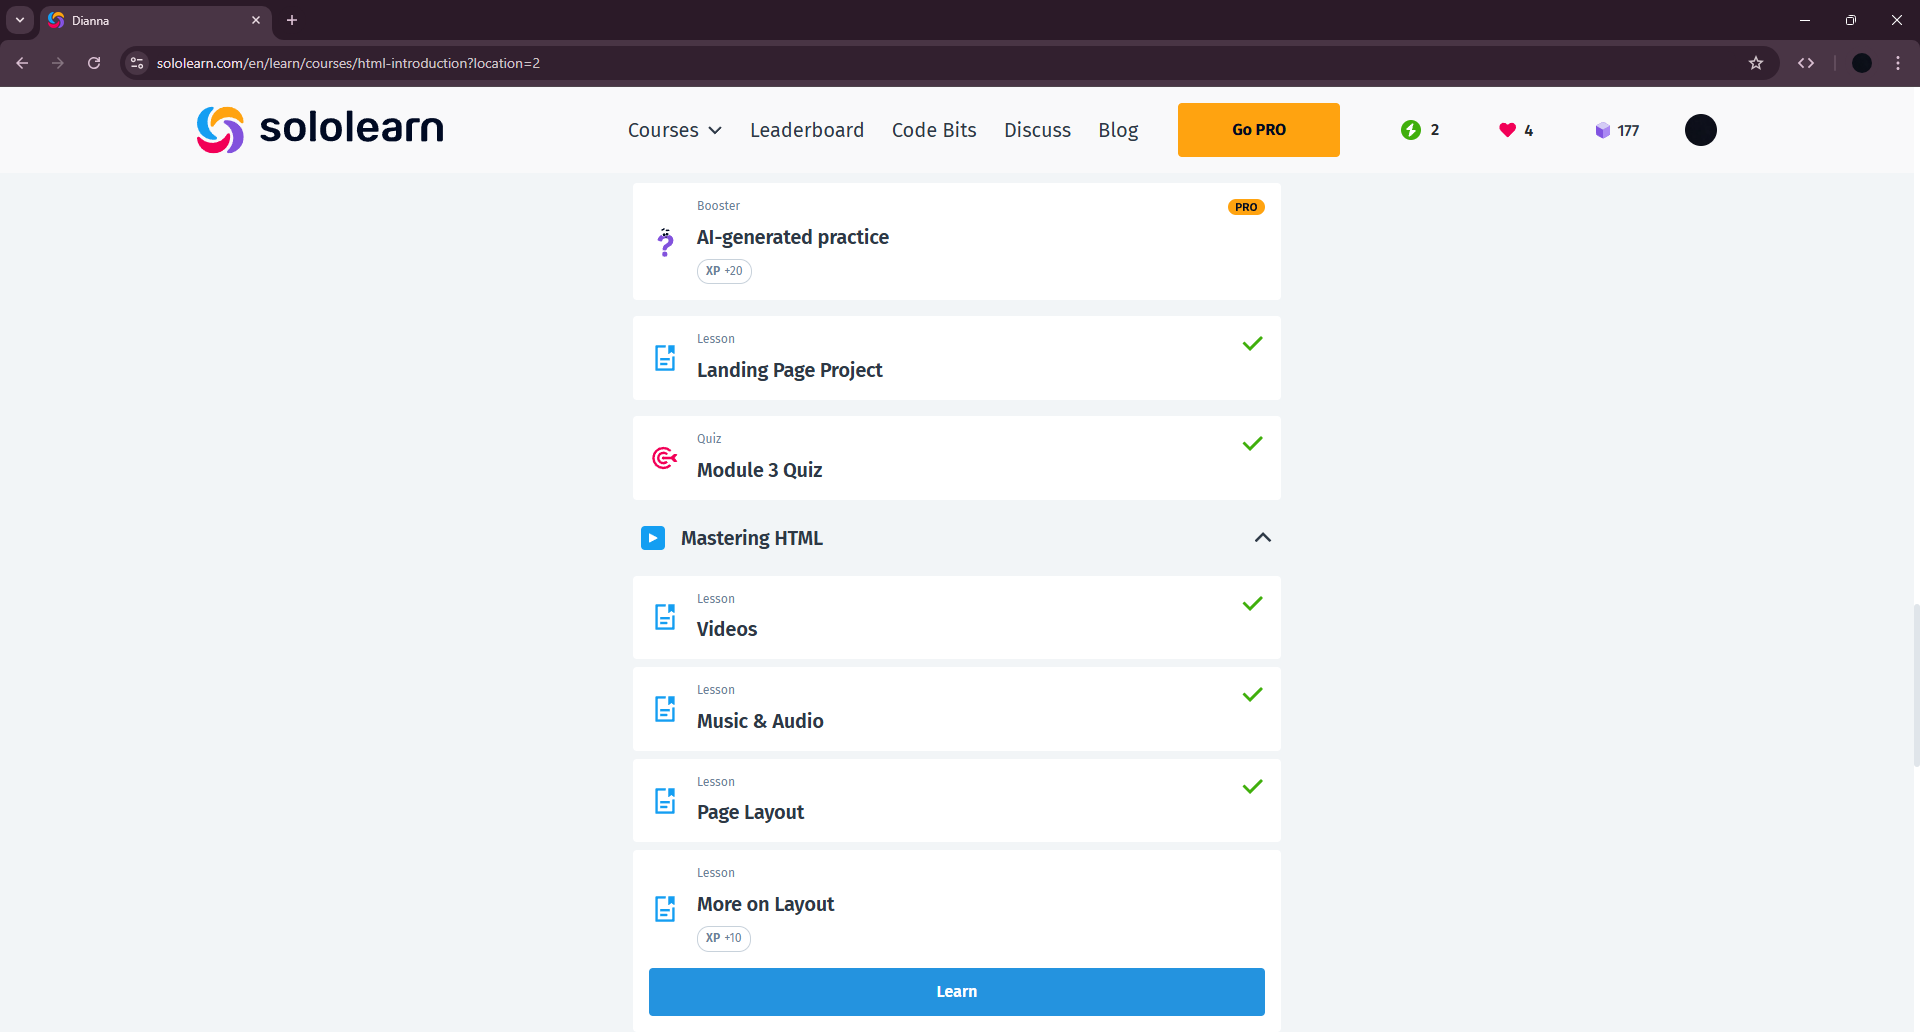 Dianna
sololearn.com/en/learn/courses/html-introduction?location=2
sololearn
Courses
Leaderboard
Code Bits
Discuss
Blog
Go PRO
2
4
177
Booster
PRO
AI-generated practice
XP +20
Lesson
Landing Page Project
Quiz
Module 3 Quiz
Mastering HTML
Lesson
Videos
Lesson
Music & Audio
Lesson
Page Layout
Lesson
More on Layout
XP +10
Learn